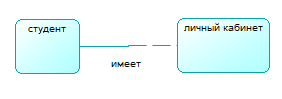 студент
личный кабинет
имеет